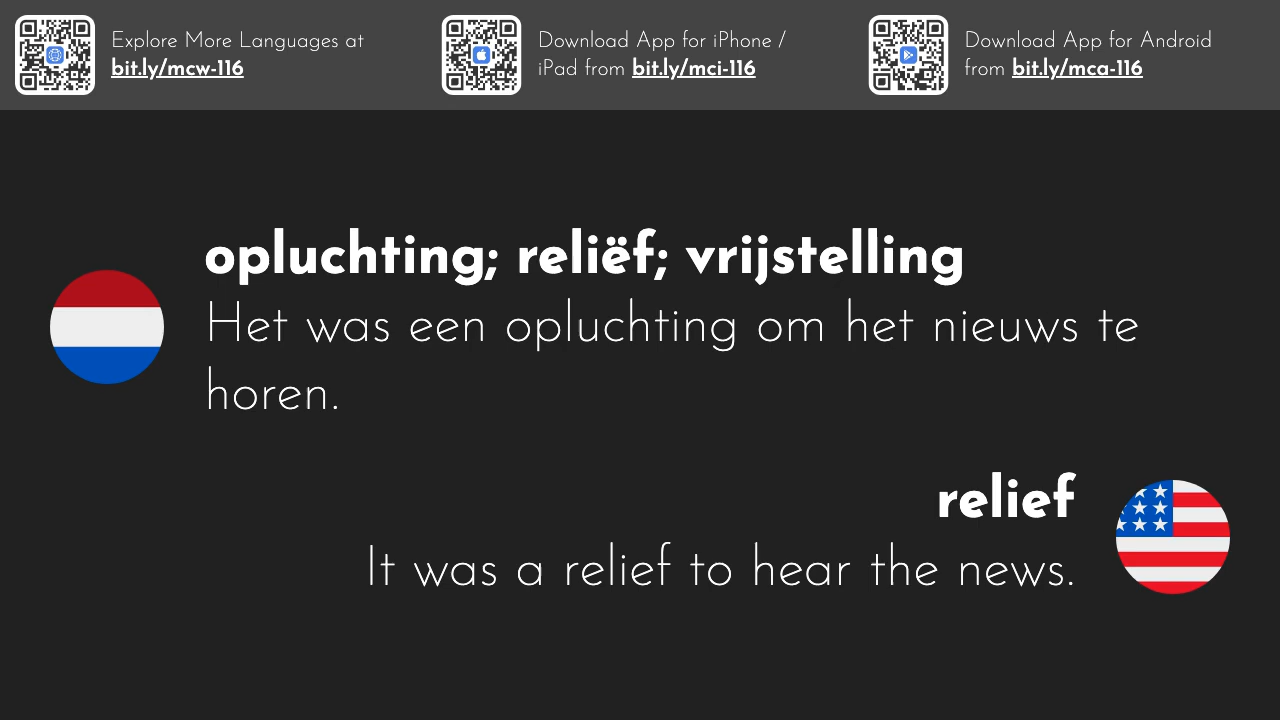 Explore More Languages at
bit.ly/mcw-116
Download App for iPhone /
iPad from bit.ly/mci-116
Download App for Android
from bit.ly/mca-116
opluchting; reliëf; vrijstelling
Het was een opluchting om het nieuws te
horen.
relief
It was a relief to hear the news.